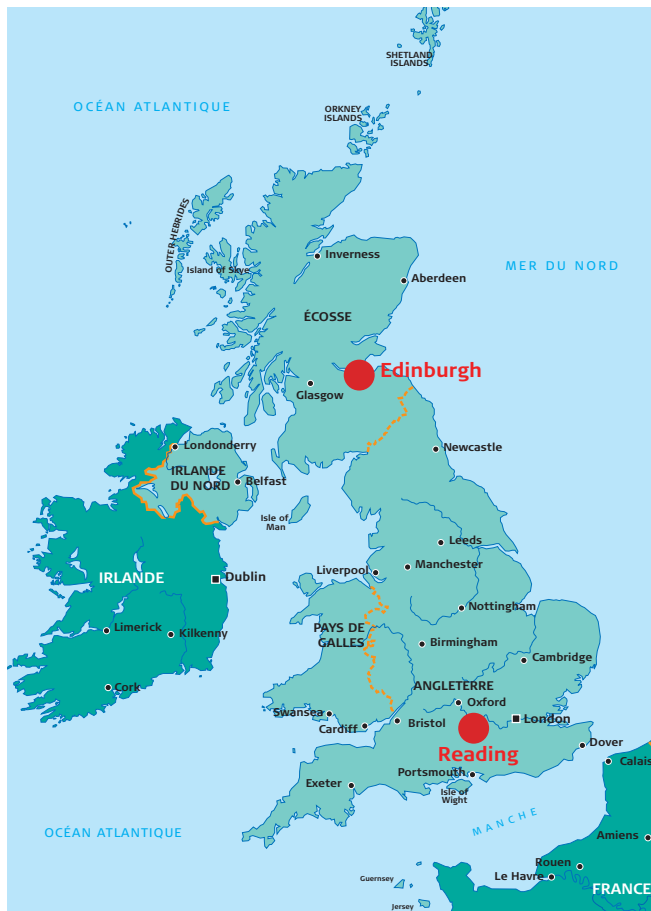 SHETLAND
ISLANDS
OCÉAN ATLANTIQUE
ORKNEY
ISLANDS
OUTER HEBRIDES
Island of Skye
Inverness
MER DU NORD
Aberdeen
ÉCOSSE
Edinburgh
Glasgow
Londonderry
Newcastle
IRLANDE
DU NORD
Belfast
Isle of
Man
Leeds
Manchester
Liverpool
IRLANDE
Dublin
Nottingham
Limerick
Kilkenny
PAYS DE
GALLES
Birmingham
Cambridge
Cork
ANGLETERRE
Oxford
Swansea
Cardiff
Bristol
London
Reading
Dover
Calais
Portsmouth
Exeter
Isle of
Wight
MANCHE
OCÉAN ATLANTIQUE
Amiens
Rouen
Le Havre
Guernsey
FRANCE
Jersey